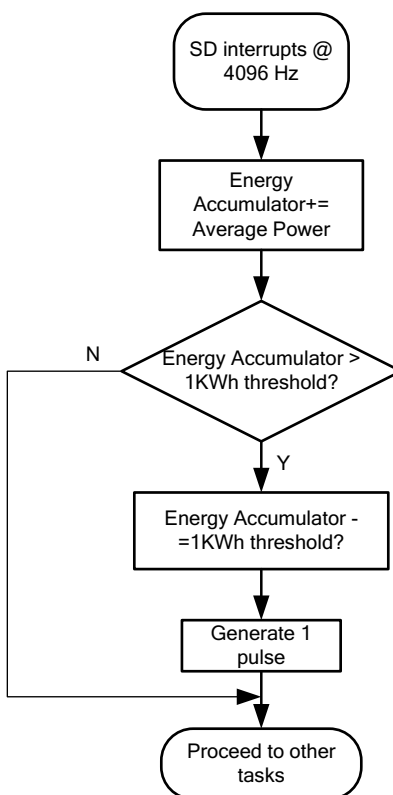 SD interrupts @
4096 Hz
Energy
Accumulator+=
Average Power
N
Energy Accumulator >
1KWh threshold?
Y
Energy Accumulator -
=1KWh threshold?
Generate 1
pulse
Proceed to other
tasks